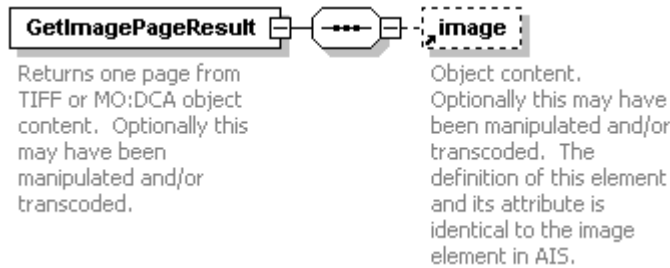 GetImagePageResult
image
Returns one page from
TIFF or MO:DCA object
content. Optionally this
may have been
manipulated and/or
transcoded.
Object content.
Optionally this may have
been manipulated and/or
transcoded. The
definition of this element
and its attribute is
identical to the image
element in AIS.